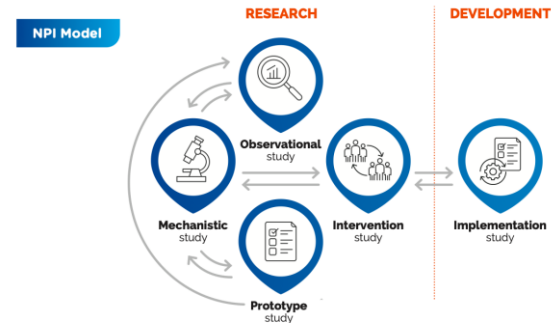 RESEARCH
DEVELOPMENT
NPI Model
Observational
study
Mechanistic
study
Intervention
study
Implementation
study
Prototype
study